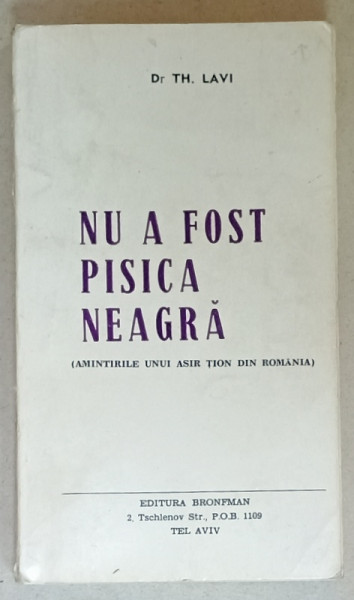 Dr TH. LAVI
NU A FOST
PISICA
NEAGRĂ
(AMINTIRILE UNUI ASIR ȚION DIN ROMÂNIA)
EDITURA BRONFMAN
2, Tschlenov Str., P.O.B. 1109
TEL AVIV